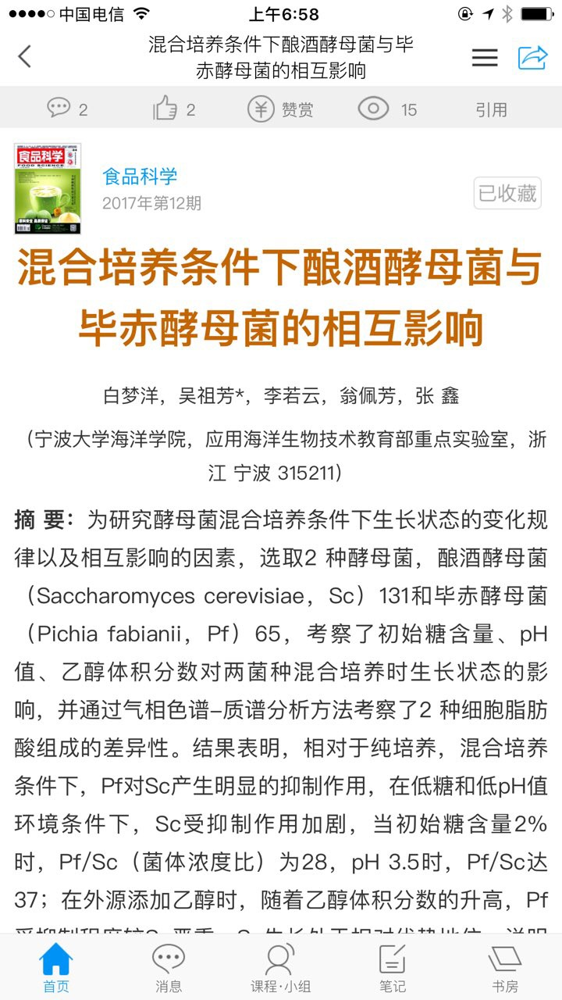 中国电信 上午6:58
混合培养条件下酿酒酵母菌与毕
赤酵母菌的相互影响
2 2 赞赏 15 引用
食品科学
FOOD SCIENCE
食品科学
2017年第12期
已收藏
混合培养条件下酿酒酵母菌与
毕赤酵母菌的相互影响
白梦洋，吴祖芳*，李若云，翁佩芳，张 鑫
（宁波大学海洋学院，应用海洋生物技术教育部重点实验室，浙
江 宁波 315211）
摘 要：为研究酵母菌混合培养条件下生长状态的变化规
律以及相互影响的因素，选取2 种酵母菌，酿酒酵母菌
（Saccharomyces cerevisiae，Sc）131和毕赤酵母菌
（Pichia fabianii，Pf）65，考察了初始糖含量、pH
值、乙醇体积分数对两菌种混合培养时生长状态的影
响，并通过气相色谱–质谱分析方法考察了2 种细胞脂肪
酸组成的差异性。结果表明，相对于纯培养，混合培养
条件下，Pf对Sc产生明显的抑制作用，在低糖和低pH值
环境条件下，Sc受抑制作用加剧，当初始糖含量2%
时，Pf/Sc（菌体浓度比）为28，pH 3.5时，Pf/Sc达
37；在外源添加乙醇时，随着乙醇体积分数的升高，Pf
首页 消息 课程·小组 笔记 书房